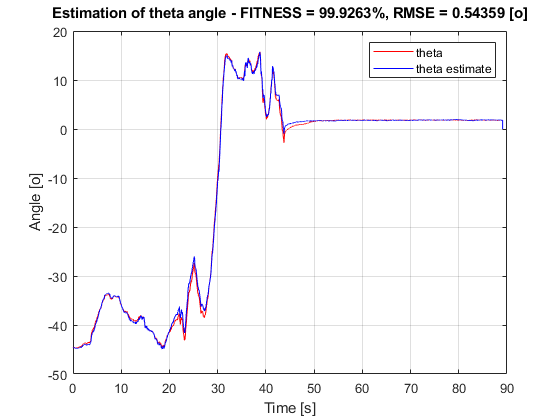 Estimation of theta angle - FITNESS = 99.9263%, RMSE = 0.54359 [o]
theta
theta estimate
Angle [o]
20
10
0
-10
-20
-30
-40
-50
0 10 20 30 40 50 60 70 80 90
Time [s]